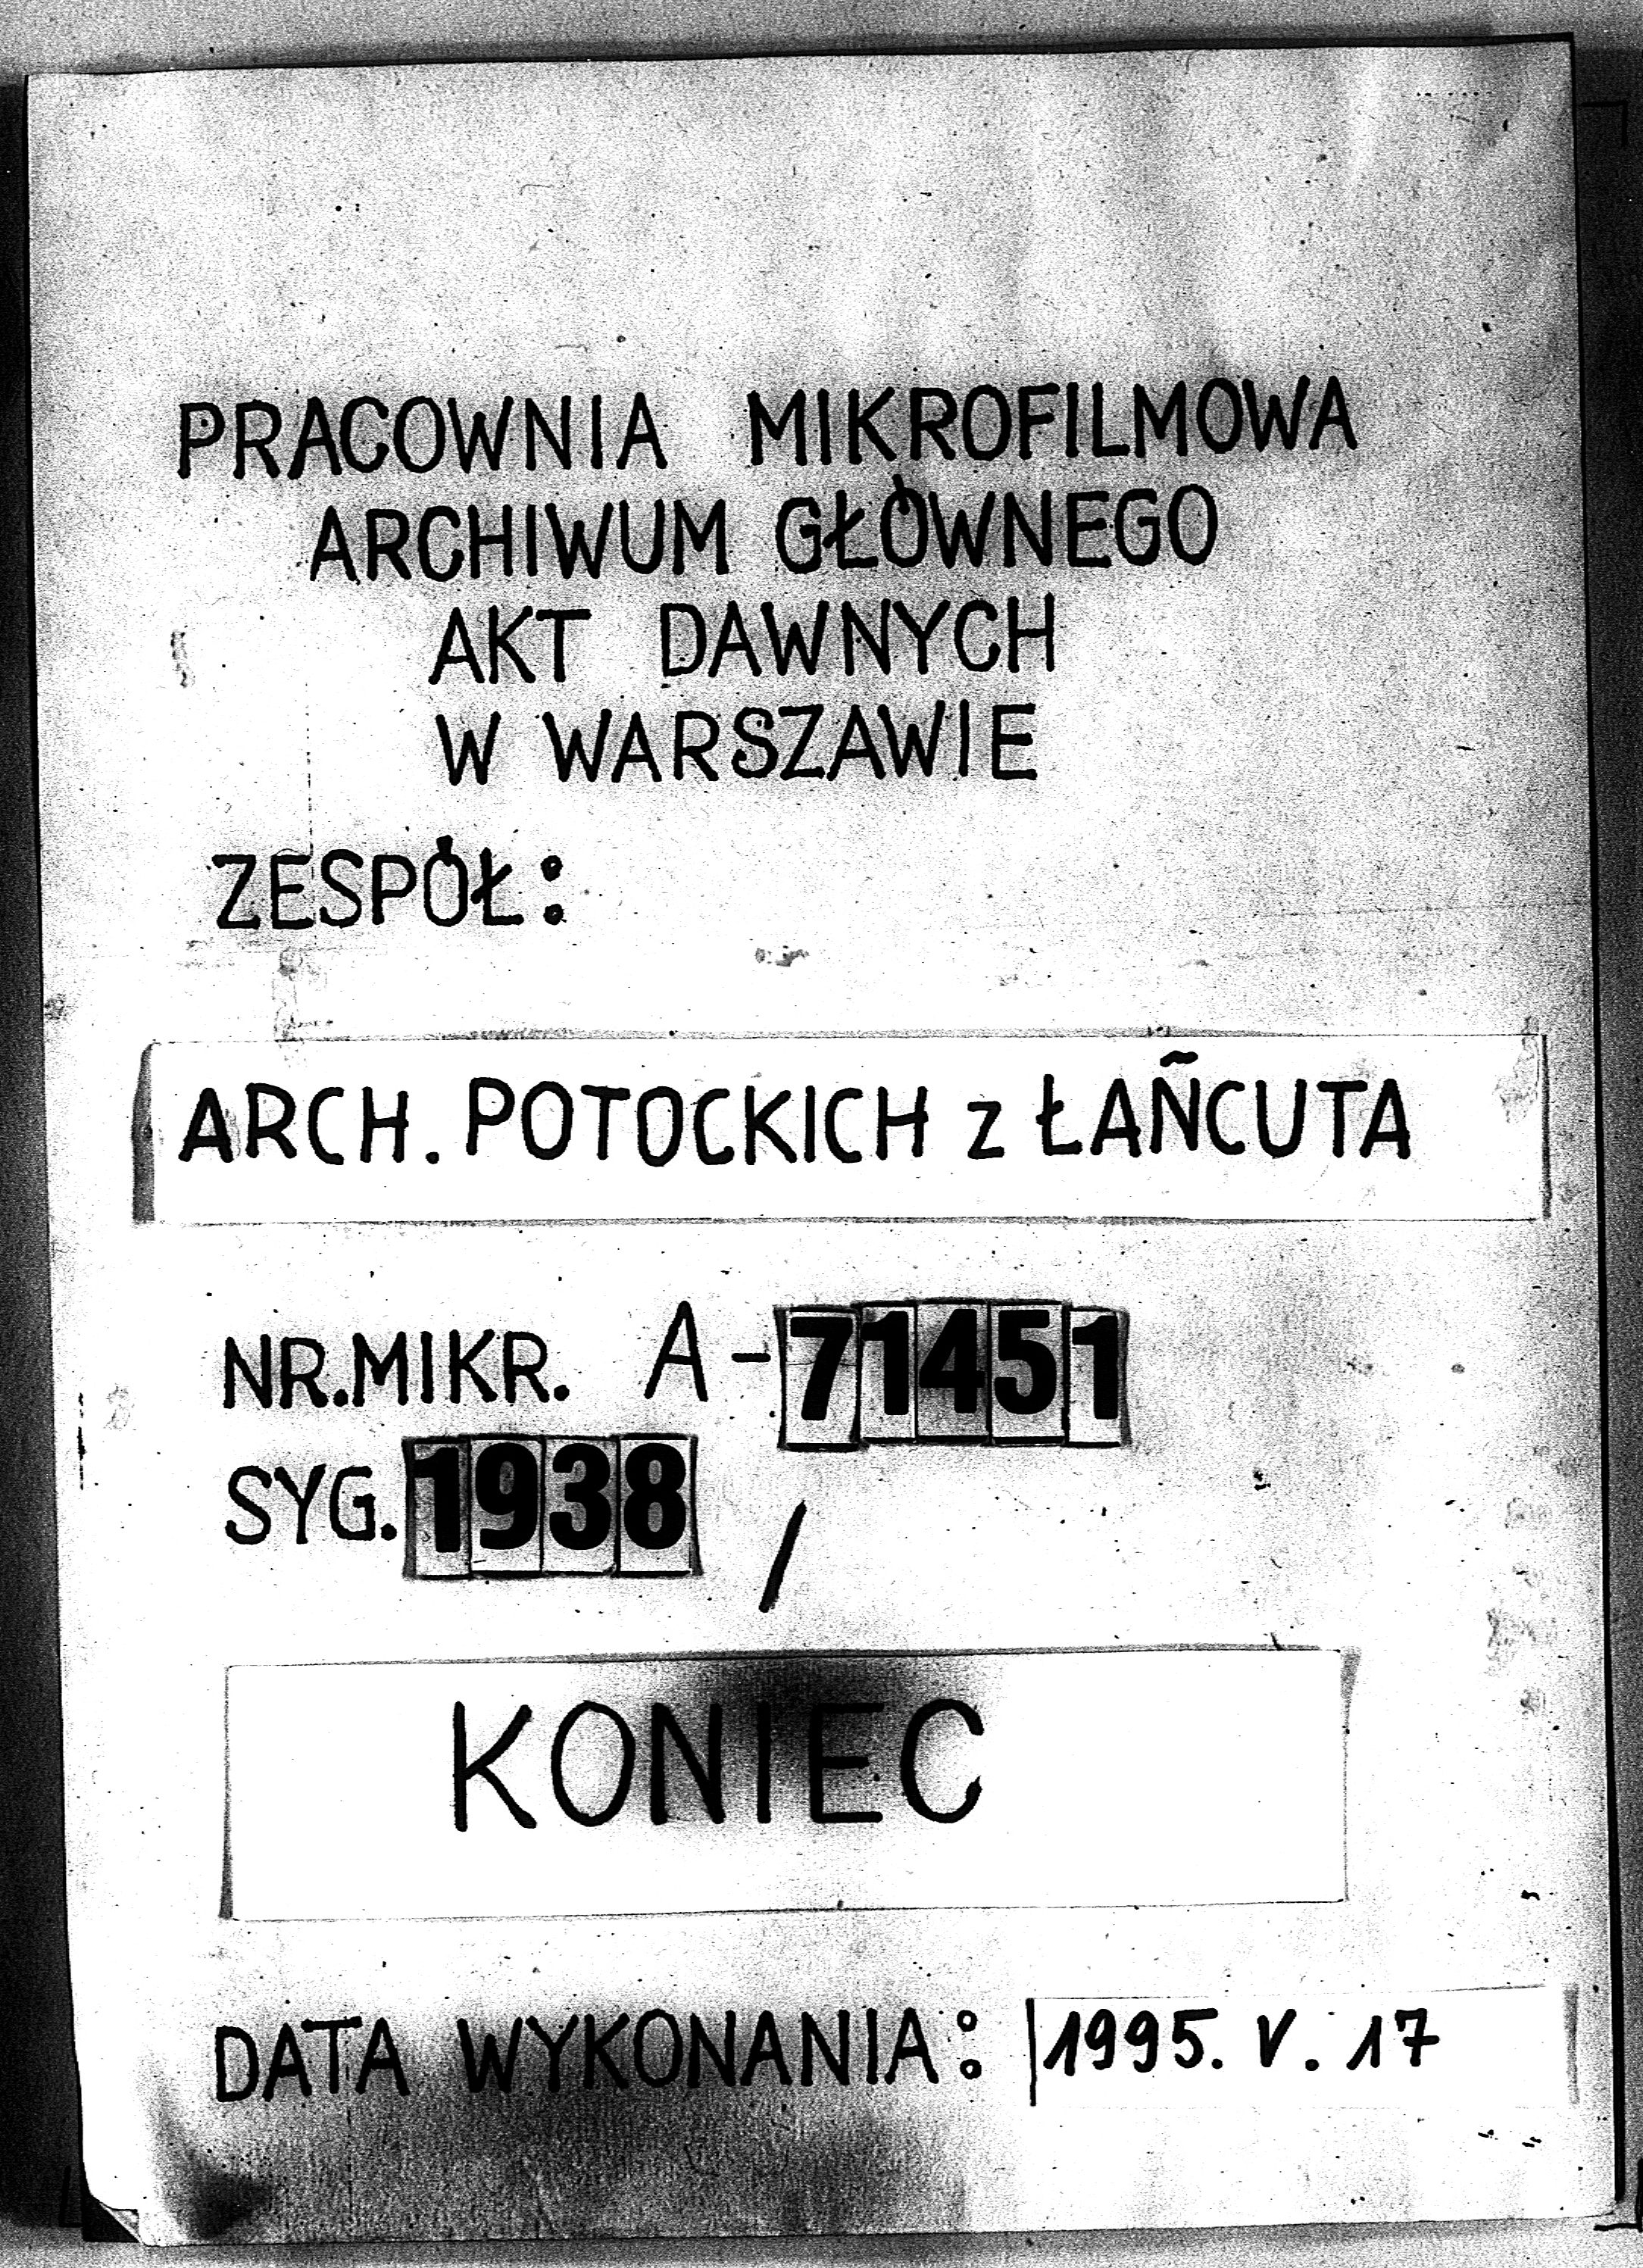 PRACOWNIA MIKROFILMOWA
ARCHIWUM GŁÓWNEGO
AKT DAWNYCH
W WARSZAWIE
ZESPÓŁ:
ARCH. POTOCKICH z ŁAŃCUTA
NR.MIKR. A-71451
SYG. 1938 /
KONIEC
DATA WYKONANIA: 1995. V. 17